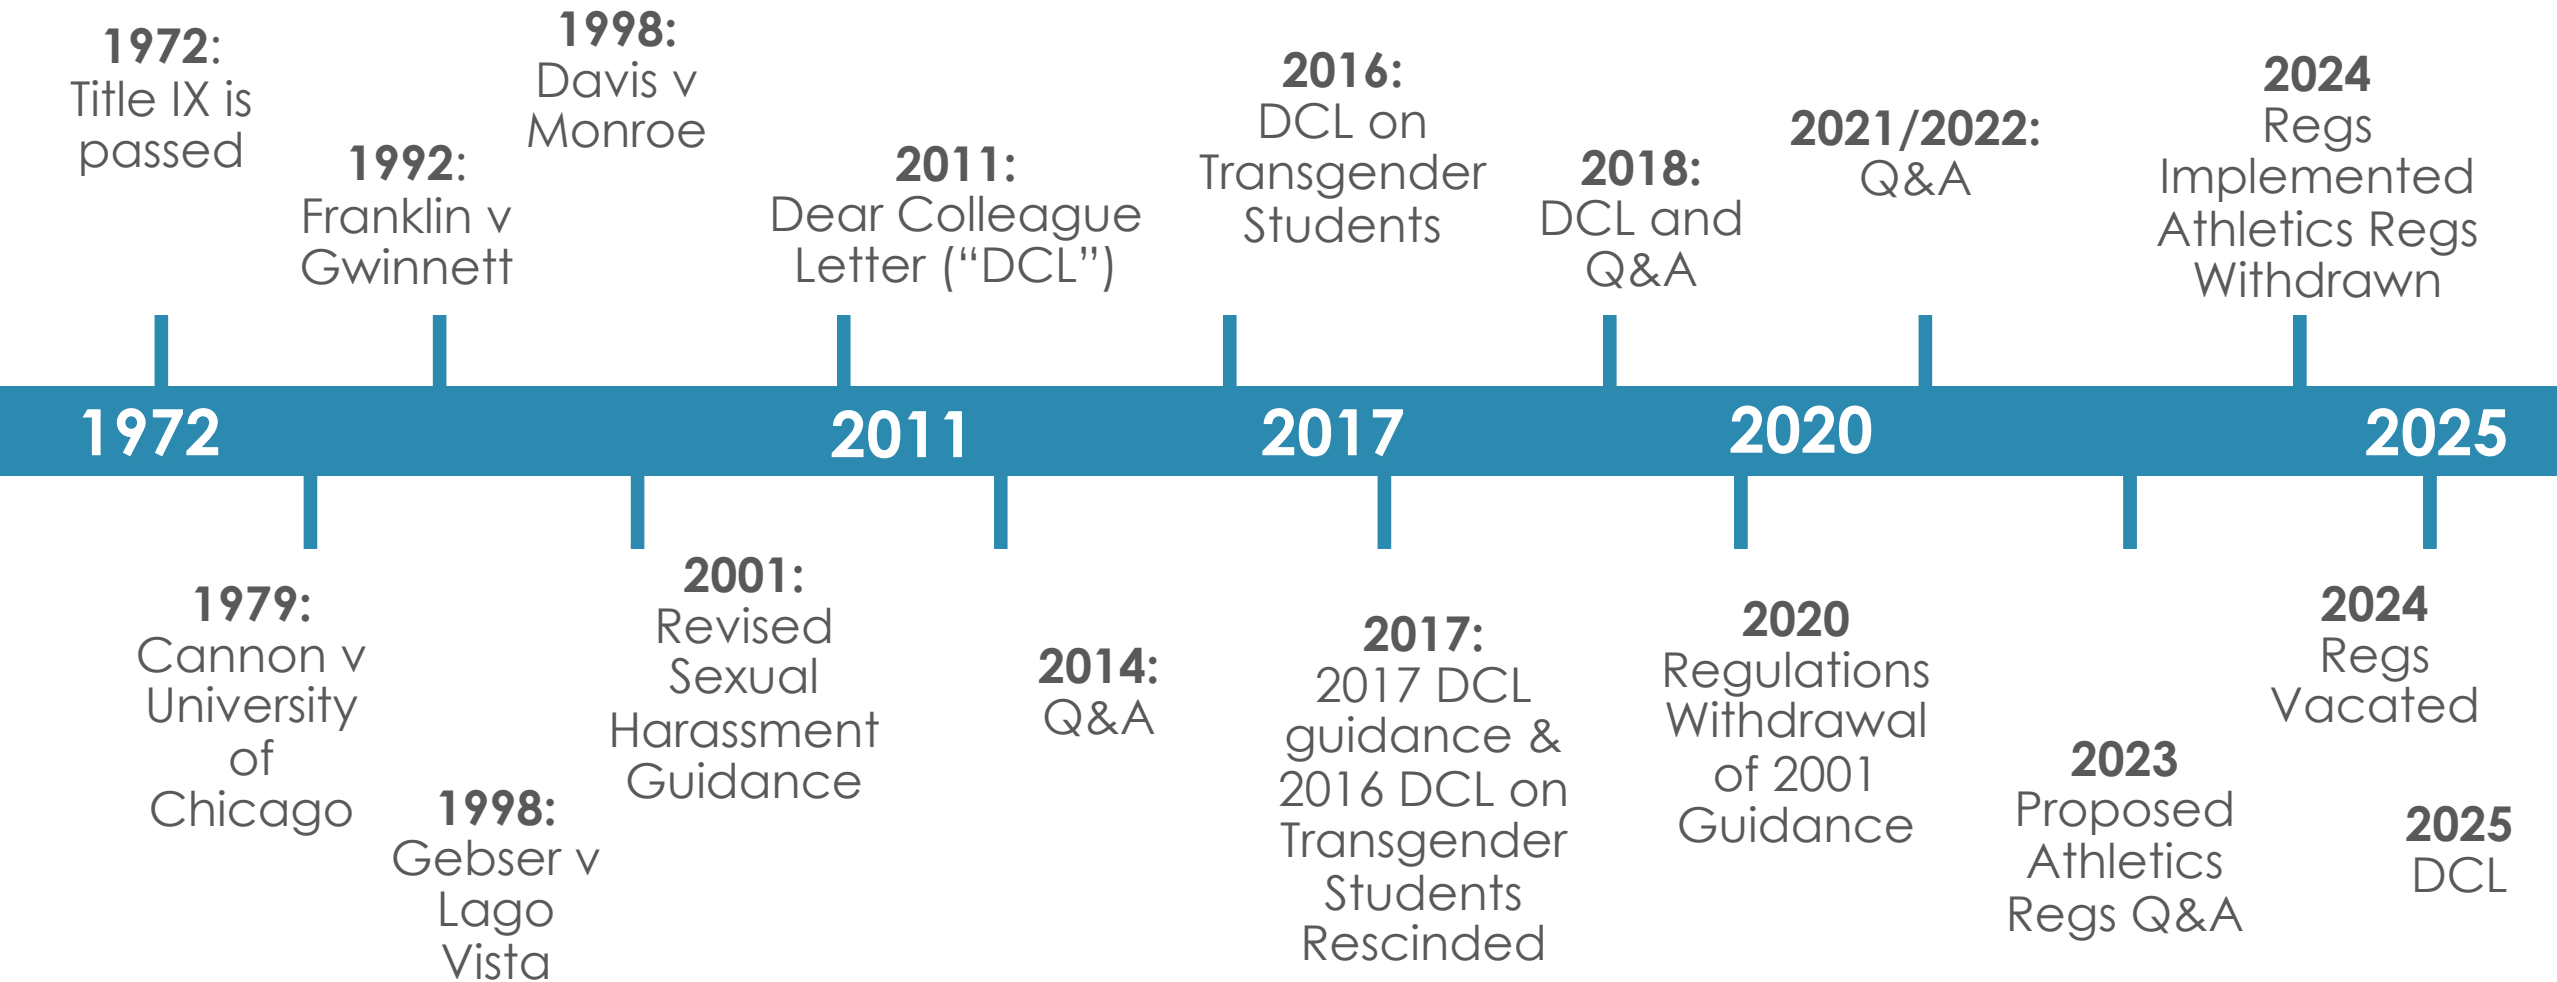 1972:
Title IX is
passed
1992:
Franklin v
Gwinnett
1998:
Davis v
Monroe
2011:
Dear Colleague
Letter (“DCL”)
2016:
DCL on
Transgender
Students
2018:
DCL and
Q&A
2021/2022:
Q&A
2024
Regs
Implemented
Athletics Regs
Withdrawn
1972
2011
2017
2020
2025
1979:
Cannon v
University
of
Chicago
1998:
Gebser v
Lago
Vista
2001:
Revised
Sexual
Harassment
Guidance
2014:
Q&A
2017:
2017 DCL
guidance &
2016 DCL on
Transgender
Students
Rescinded
2020
Regulations
Withdrawal
of 2001
Guidance
2023
Proposed
Athletics
Regs Q&A
2024
Regs
Vacated
2025
DCL